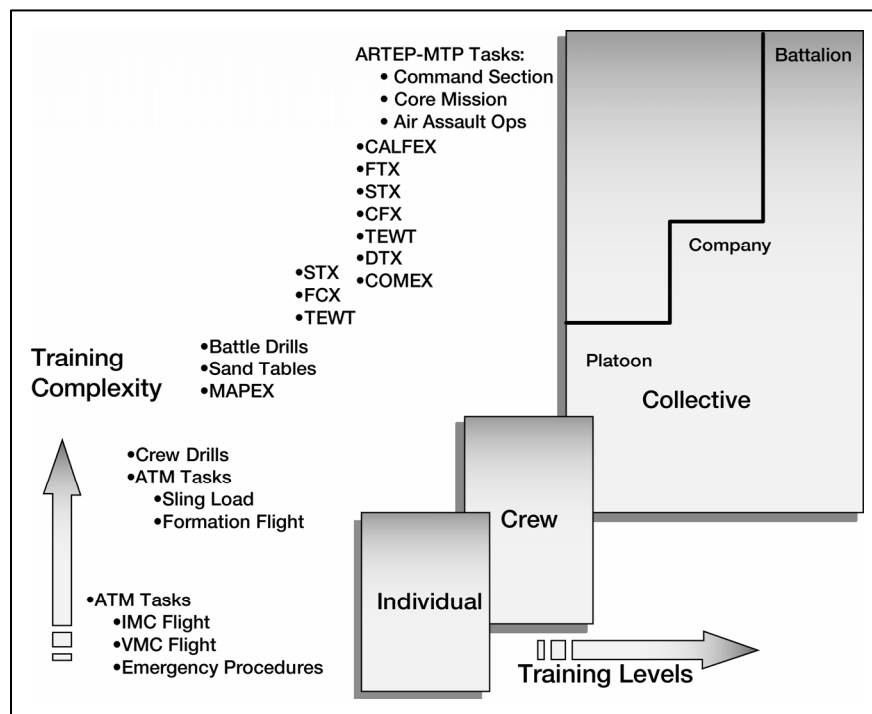 ARTEP-MTP Tasks:
• Command Section
• Core Mission
• Air Assault Ops
•CALFEX
•FTX
•STX
•CFX
•TEWT
•DTX
•COMEX
•STX
•FCX
•TEWT
•Battle Drills
•Sand Tables
•MAPEX
Training
Complexity
•Crew Drills
•ATM Tasks
•Sling Load
•Formation Flight
•ATM Tasks
•IMC Flight
•VMC Flight
•Emergency Procedures
Battalion
Company
Platoon
Collective
Crew
Individual
Training Levels